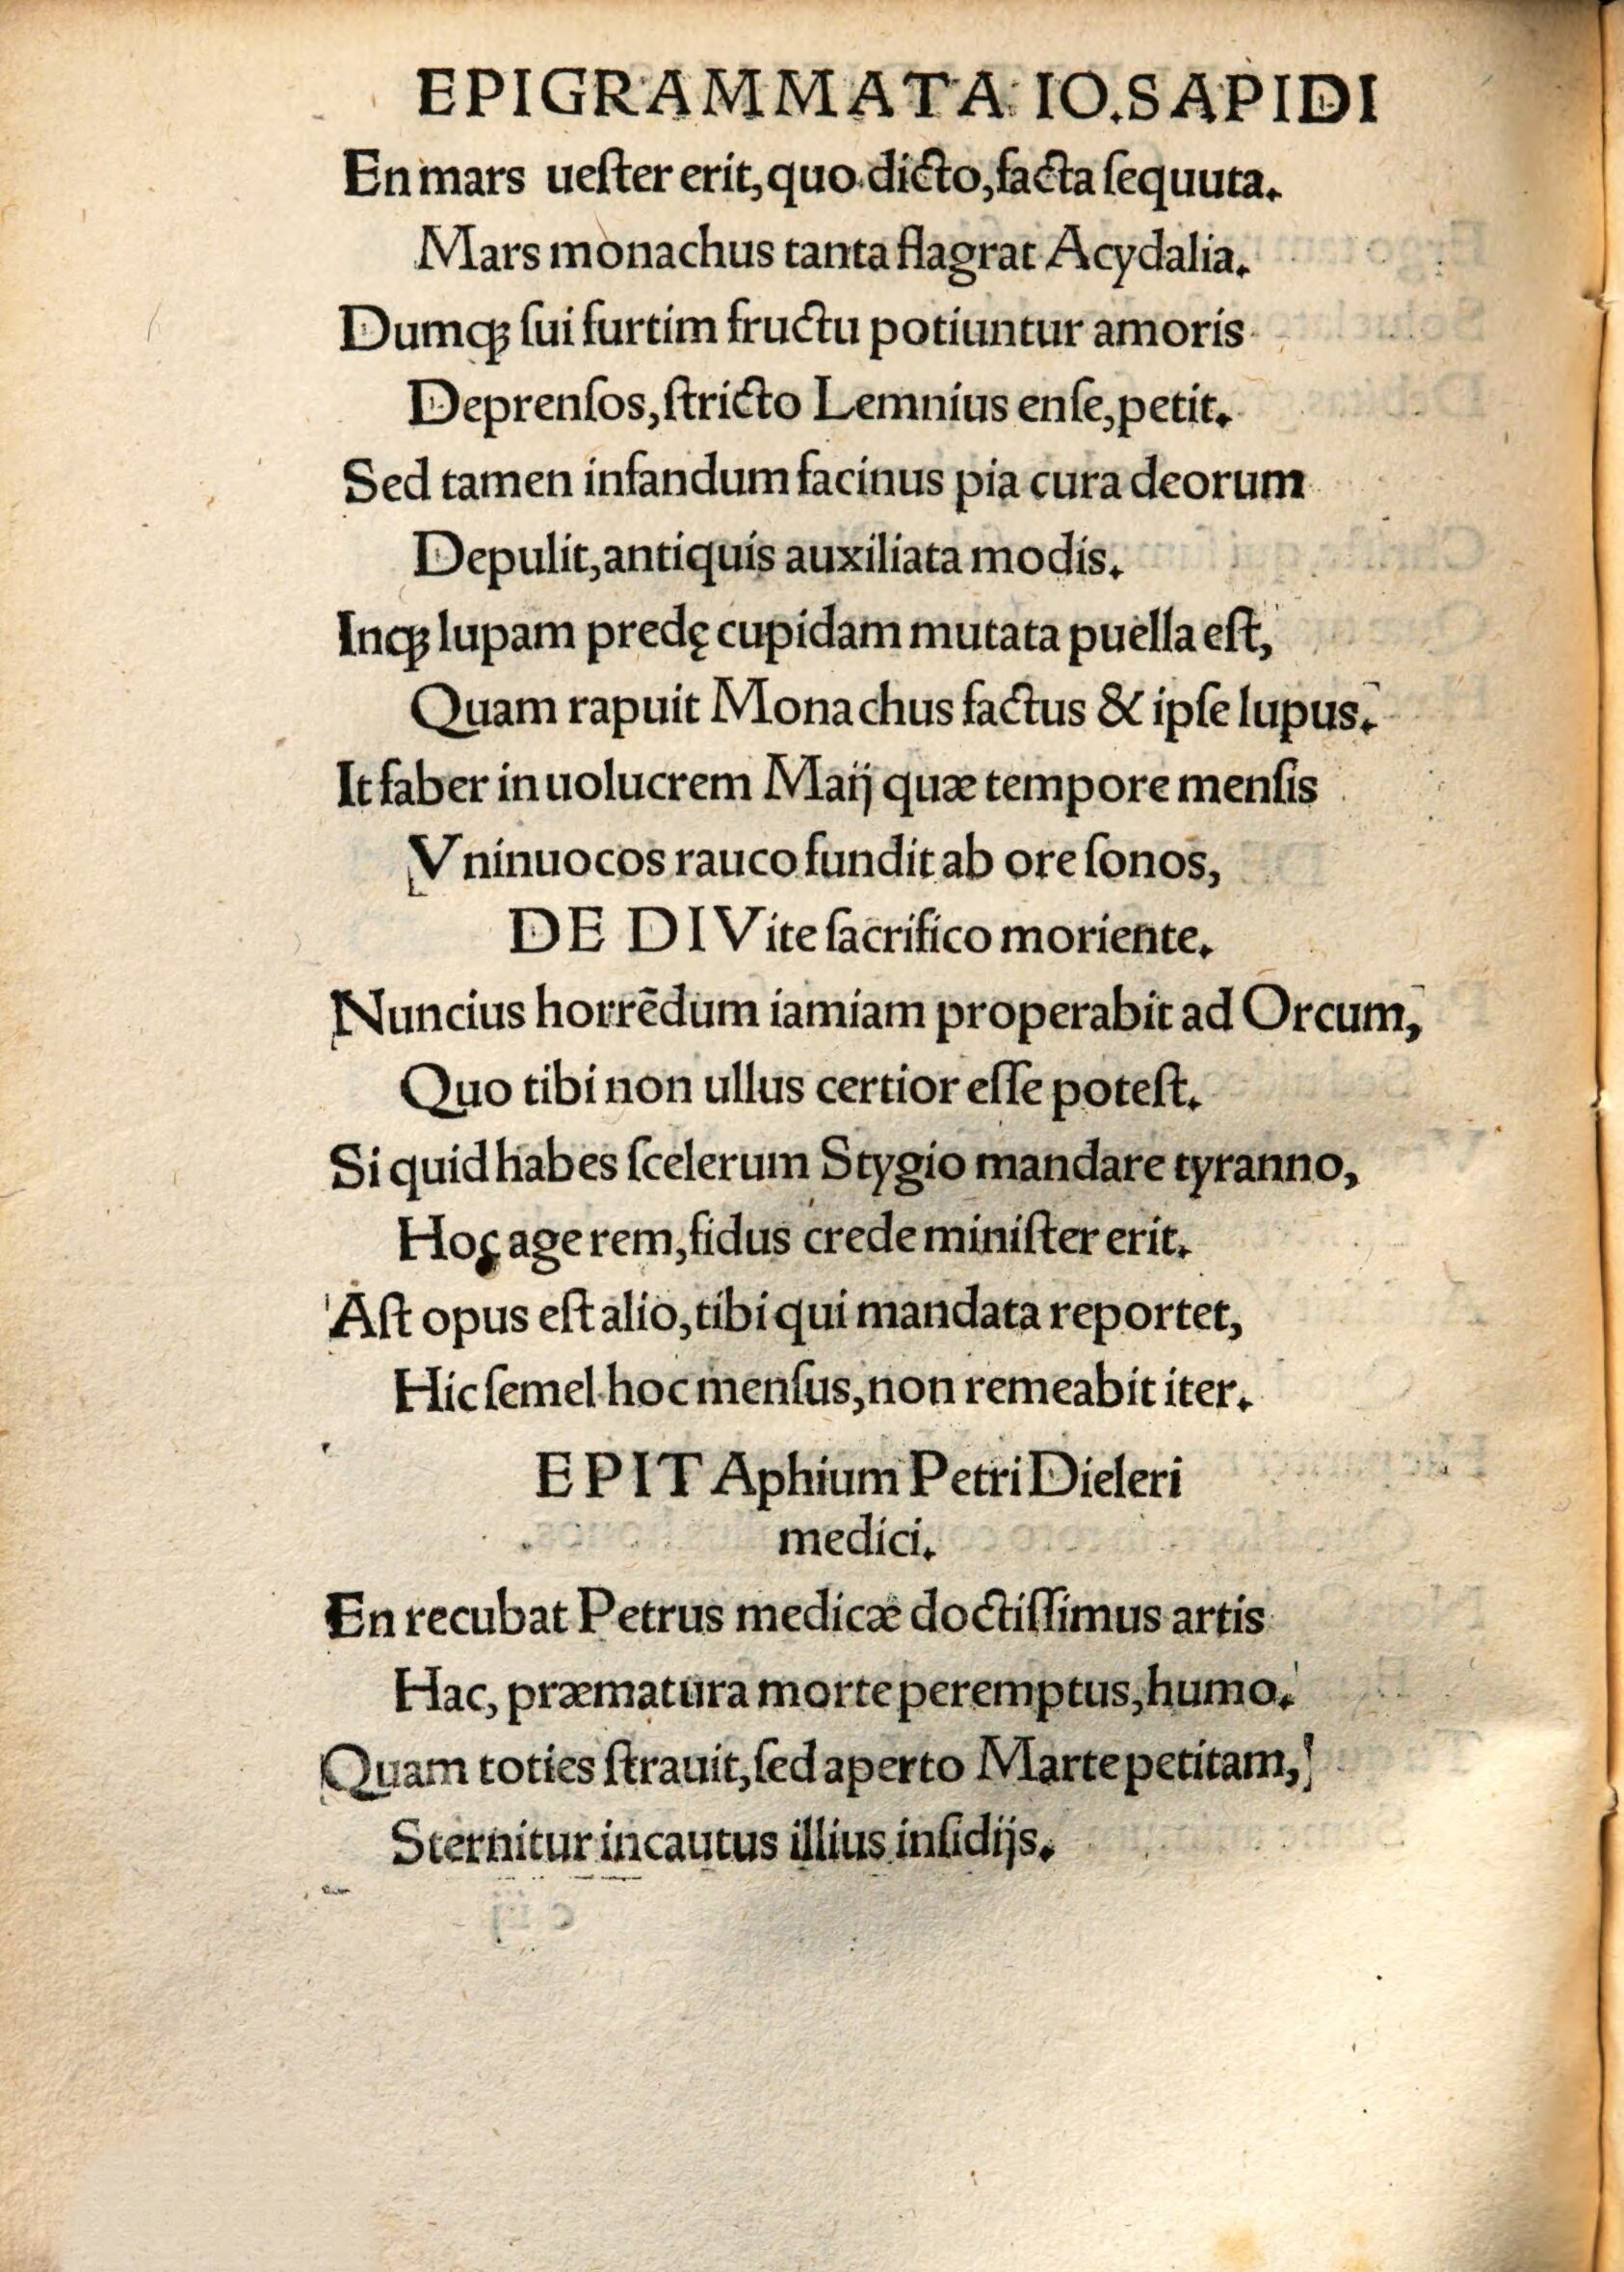 EPIGRAMMATA IO.SAPIDI
En mars ueſter erit, quo dicto, facta ſequuta.
Mars monachus tanta flagrat Acydalia.
Dumq; ſui furtim fructu potiuntur amoris
Deprenſos, ſtricto Lemnius enſe, petit.
Sed tamen infandum facinus pia cura deorum
Depulit, antiquis auxiliata modis.
Inq; lupam predę cupidam mutata puella eſt,
Quam rapuit Monachus factus & ipſe lupus.
It faber in uolucrem Maij quæ tempore menſis
Vninuocos rauco fundit ab ore ſonos,
DE DIVite ſacrifico moriente.
Nuncius horrēdum iamiam properabit ad Orcum,
Quo tibi non ullus certior eſſe poteſt.
Si quid habes ſcelerum Stygio mandare tyranno,
Hoc age rem, fidus crede miniſter erit.
Aſt opus eſt alio, tibi qui mandata reportet,
Hic ſemel hoc menſus, non remeabit iter.
EPITAphium Petri Dieleri
medici.
En recubat Petrus medicæ doctiſſimus artis
Hac, præmatura morte peremptus, humo.
Quam toties ſtrauit, ſed aperto Marte petitam,
Sternitur incautus illius inſidijs.